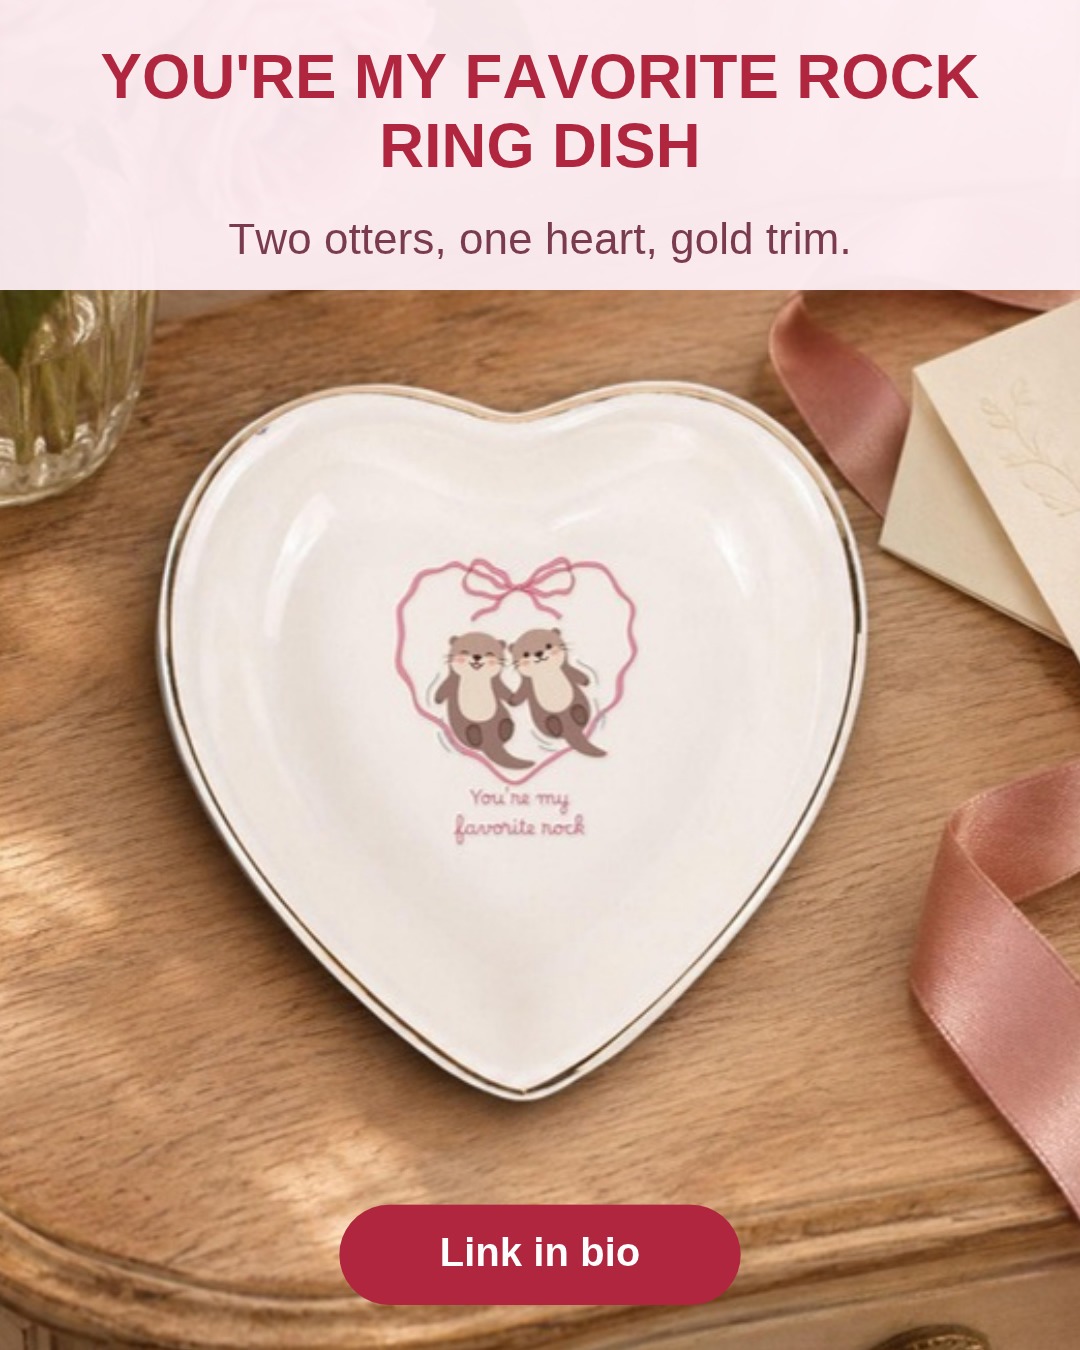 YOU'RE MY FAVORITE ROCK
RING DISH
Two otters, one heart, gold trim.
You're my
favorite rock
Link in bio